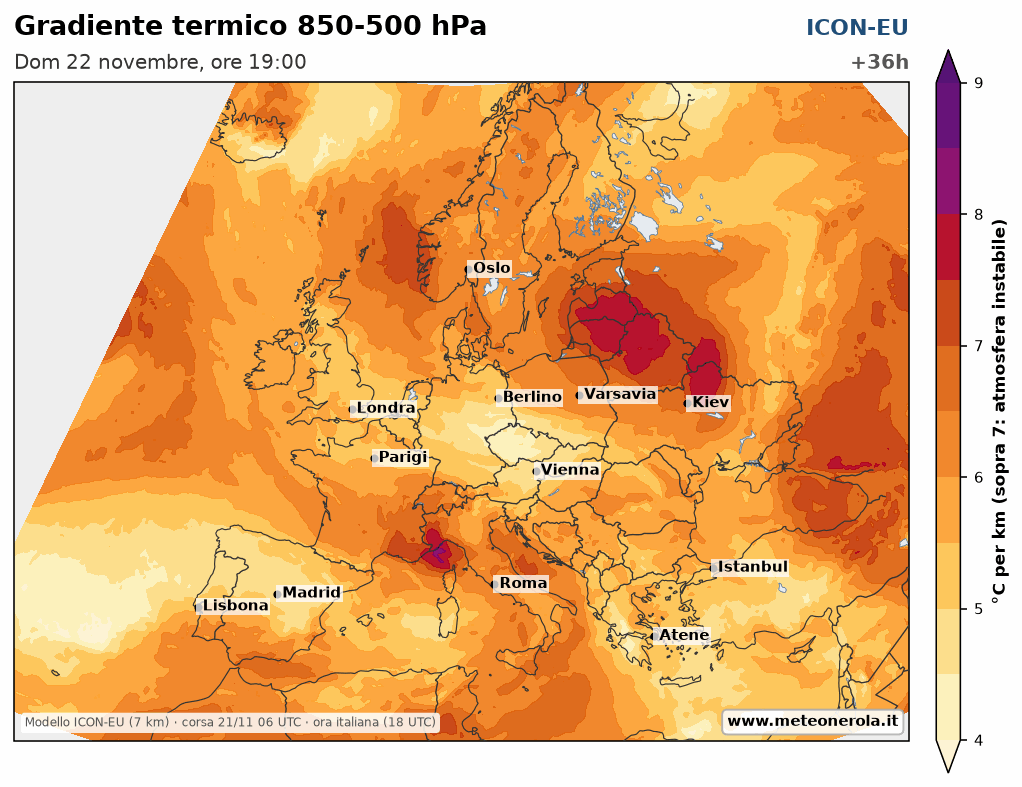 Gradiente termico 850-500 hPa
ICON-EU
Dom 22 novembre, ore 19:00
+36h
9
8
7
6
5
4
°C per km (sopra 7: atmosfera instabile)
Oslo
Londra
Berlino
Varsavia
Kiev
Parigi
Vienna
Istanbul
Roma
Madrid
Lisbona
Atene
Modello ICON-EU (7 km) · corsa 21/11 06 UTC · ora italiana (18 UTC)
www.meteonerola.it